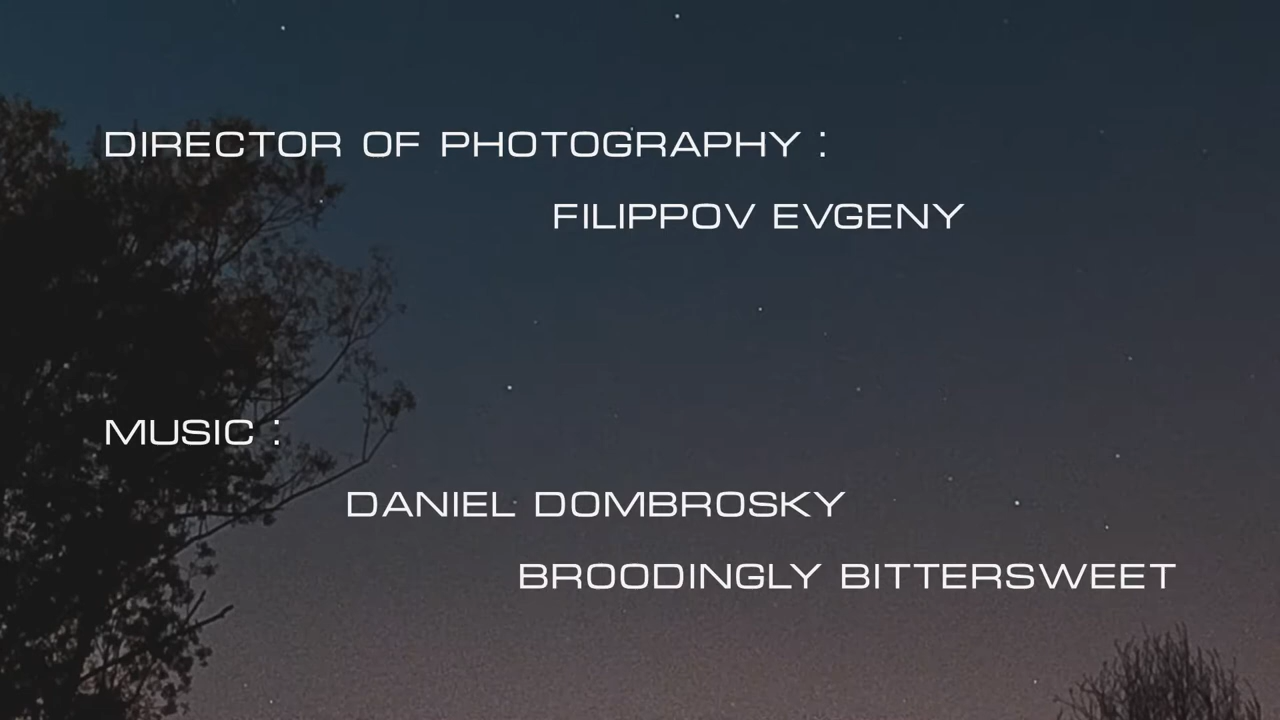 DIRECTOR OF PHOTOGRAPHY :
FILIPPOV EVGENY
MUSIC :
DANIEL DOMBROSKY
BROODINGLY BITTERSWEET